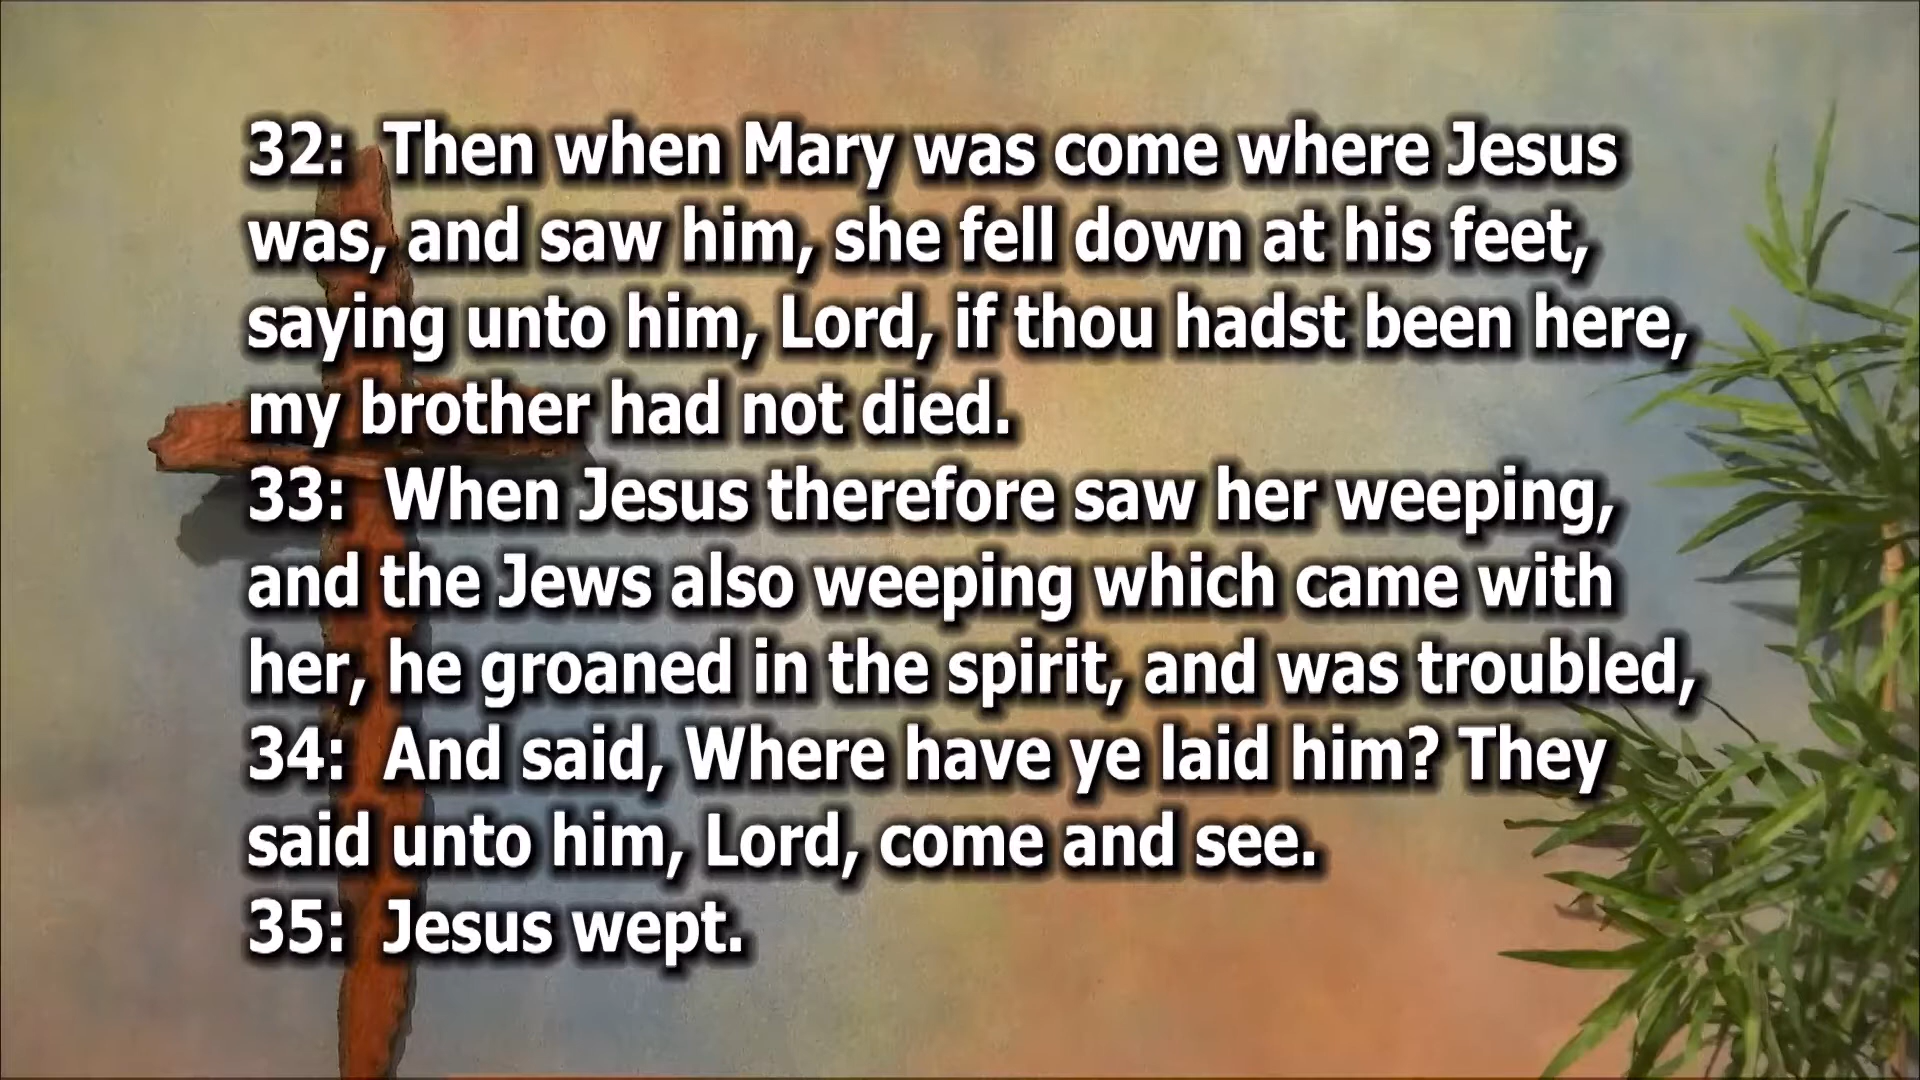 32:  Then when Mary was come where Jesus
was, and saw him, she fell down at his feet,
saying unto him, Lord, if thou hadst been here,
my brother had not died.
33:  When Jesus therefore saw her weeping,
and the Jews also weeping which came with
her, he groaned in the spirit, and was troubled,
34:  And said, Where have ye laid him? They
said unto him, Lord, come and see.
35:  Jesus wept.